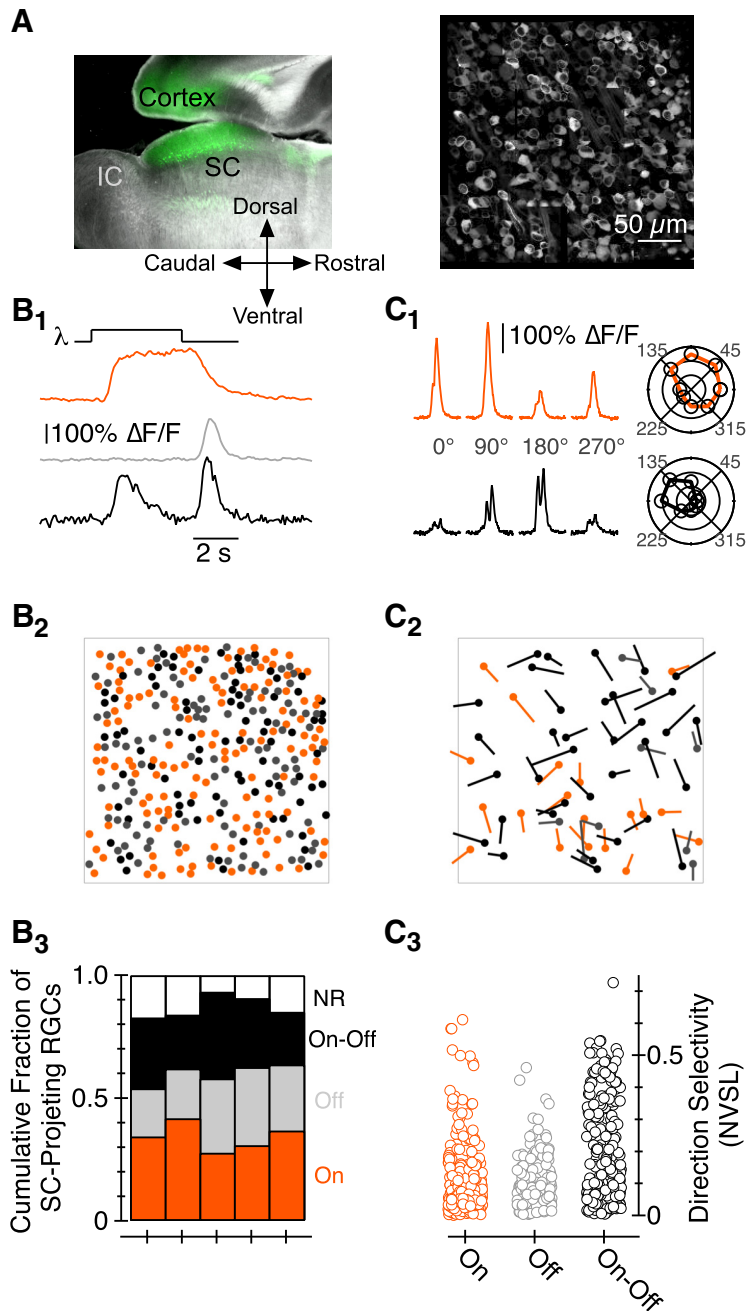 A
Cortex
IC
SC
Dorsal
Caudal
Rostral
Ventral
50 µm
B1
λ
100% ΔF/F
2 s
C1
100% ΔF/F
0° 90° 180° 270°
135 45
225 315
135 45
225 315
B2
C2
B3
Cumulative Fraction of
SC-Projeting RGCs
1.0
0.5
0
NR
On-Off
Off
On
C3
0.5
0
Direction Selectivity
(NVSL)
On
Off
On-Off